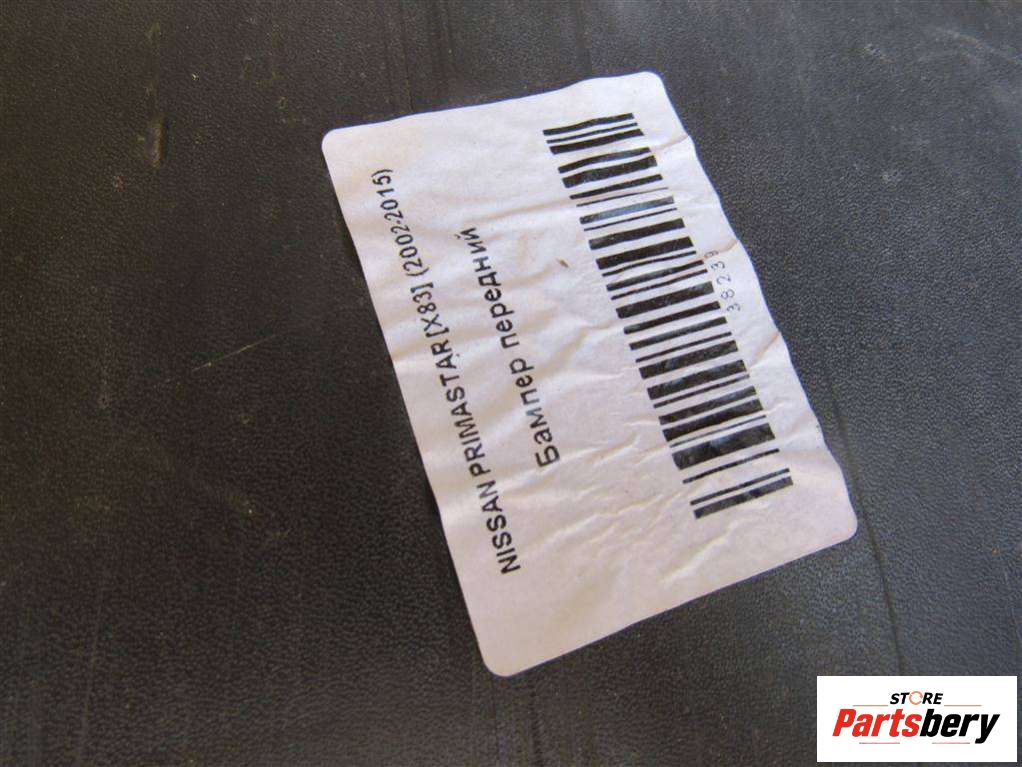 NISSAN PRIMASTAR [X83] (2002-2015)
Бампер передний
38239
STORE
Partsbery